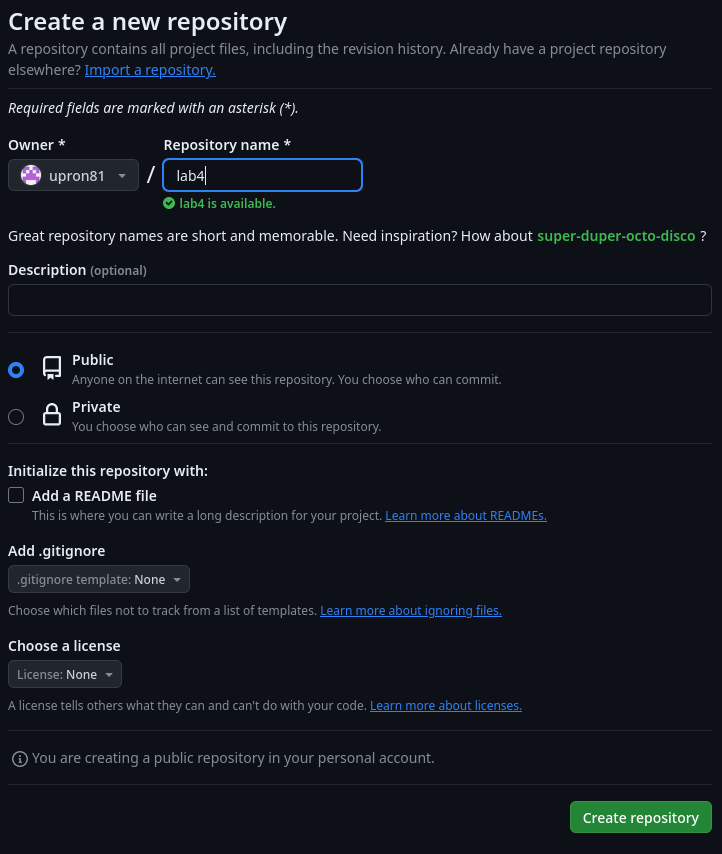 Create a new repository
A repository contains all project files, including the revision history. Already have a project repository
elsewhere? Import a repository.
Required fields are marked with an asterisk (*).
Owner * Repository name *
upron81 / lab4
lab4 is available.
Great repository names are short and memorable. Need inspiration? How about super-duper-octo-disco ?
Description (optional)
Public
Anyone on the internet can see this repository. You choose who can commit.
Private
You choose who can see and commit to this repository.
Initialize this repository with:
Add a README file
This is where you can write a long description for your project. Learn more about READMEs.
Add .gitignore
.gitignore template: None
Choose which files not to track from a list of templates. Learn more about ignoring files.
Choose a license
License: None
A license tells others what they can and can't do with your code. Learn more about licenses.
You are creating a public repository in your personal account.
Create repository